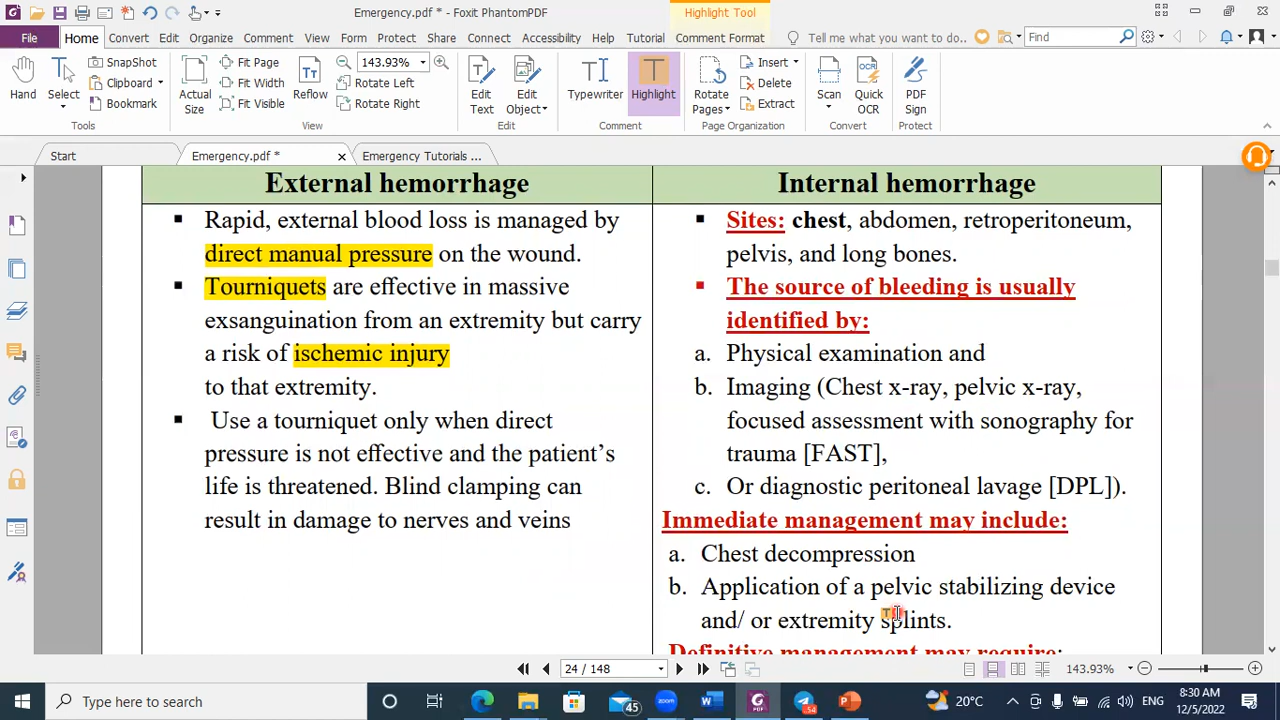 Emergency.pdf * - Foxit PhantomPDF
Highlight Tool
File Home Convert Edit Organize Comment View Form Protect Share Connect Accessibility Help Tutorial Comment Format
Tell me what you want to do..
Find
Hand
Select
SnapShot
Clipboard
Bookmark
Tools
Actual Size
Fit Page
Fit Width
Fit Visible
Reflow
143.93%
Rotate Left
Rotate Right
View
Edit Text
Edit Object
Edit
Typewriter
Highlight
Comment
Rotate Pages
Insert
Delete
Extract
Page Organization
Scan
Quick OCR
Convert
PDF Sign
Protect
Start
Emergency.pdf *
Emergency Tutorials ...
External hemorrhage
▪ Rapid, external blood loss is managed by
direct manual pressure on the wound.
▪ Tourniquets are effective in massive
exsanguination from an extremity but carry
a risk of ischemic injury
to that extremity.
▪ Use a tourniquet only when direct
pressure is not effective and the patient's
life is threatened. Blind clamping can
result in damage to nerves and veins
Internal hemorrhage
▪ Sites: chest, abdomen, retroperitoneum,
pelvis, and long bones.
▪ The source of bleeding is usually
identified by:
a. Physical examination and
b. Imaging (Chest x-ray, pelvic x-ray,
focused assessment with sonography for
trauma [FAST],
c. Or diagnostic peritoneal lavage [DPL]).
Immediate management may include:
a. Chest decompression
b. Application of a pelvic stabilizing device
and/ or extremity splints.
Definitive management may require:
24 / 148
143.93%
Type here to search
45
zoom
54
20°C
ENG
8:30 AM
12/5/2022